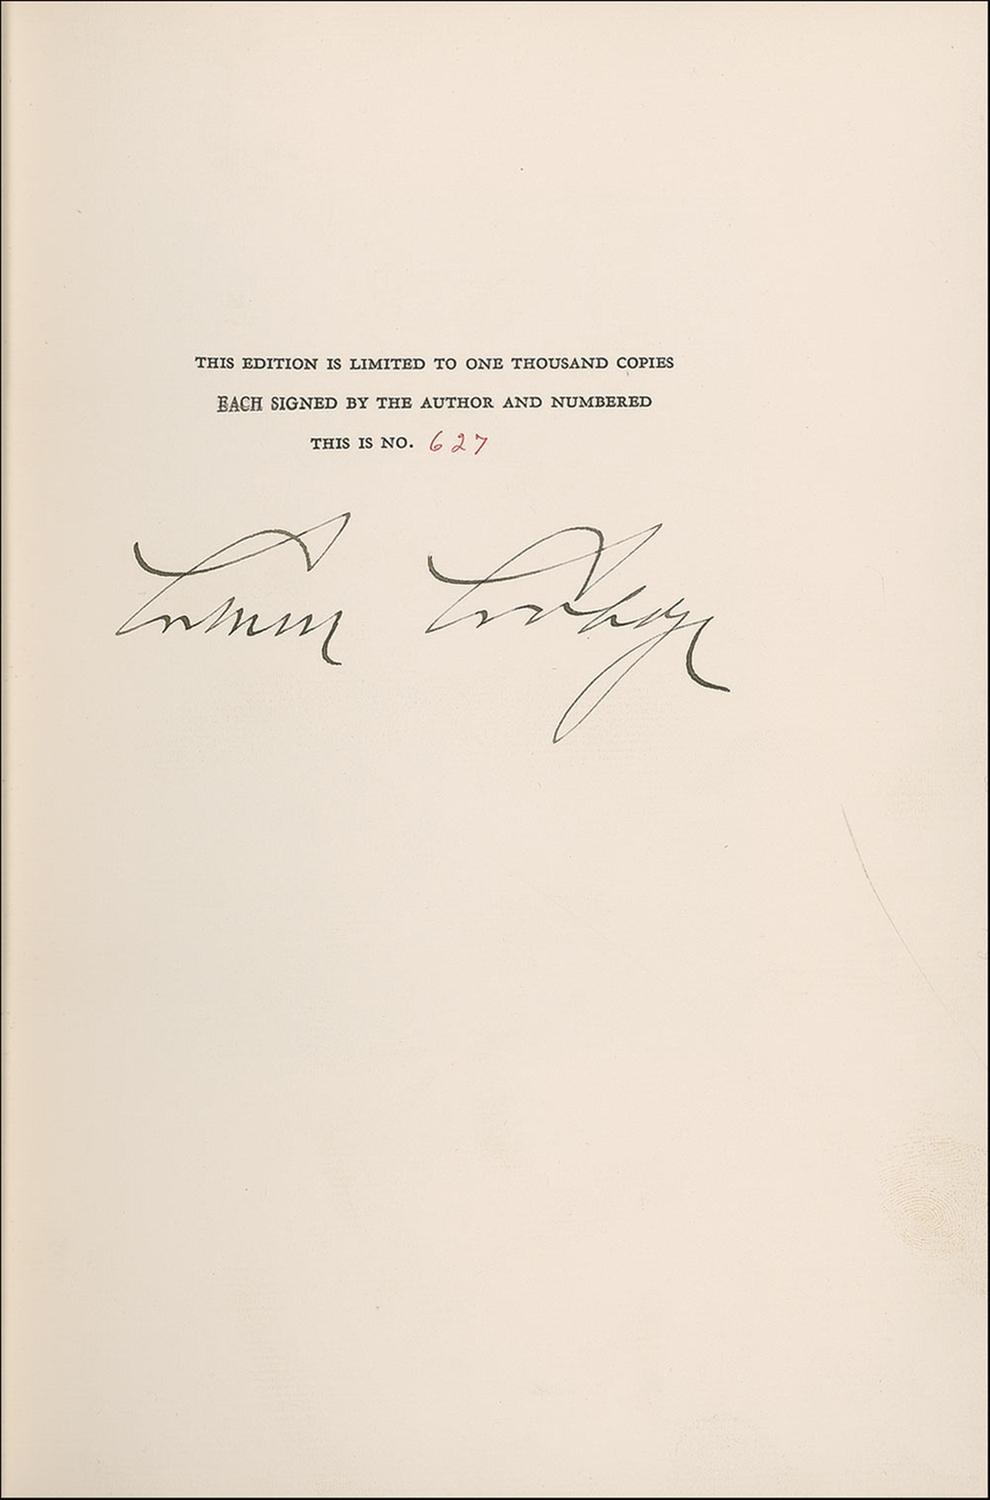 THIS EDITION IS LIMITED TO ONE THOUSAND COPIES
EACH SIGNED BY THE AUTHOR AND NUMBERED
THIS IS NO. 627